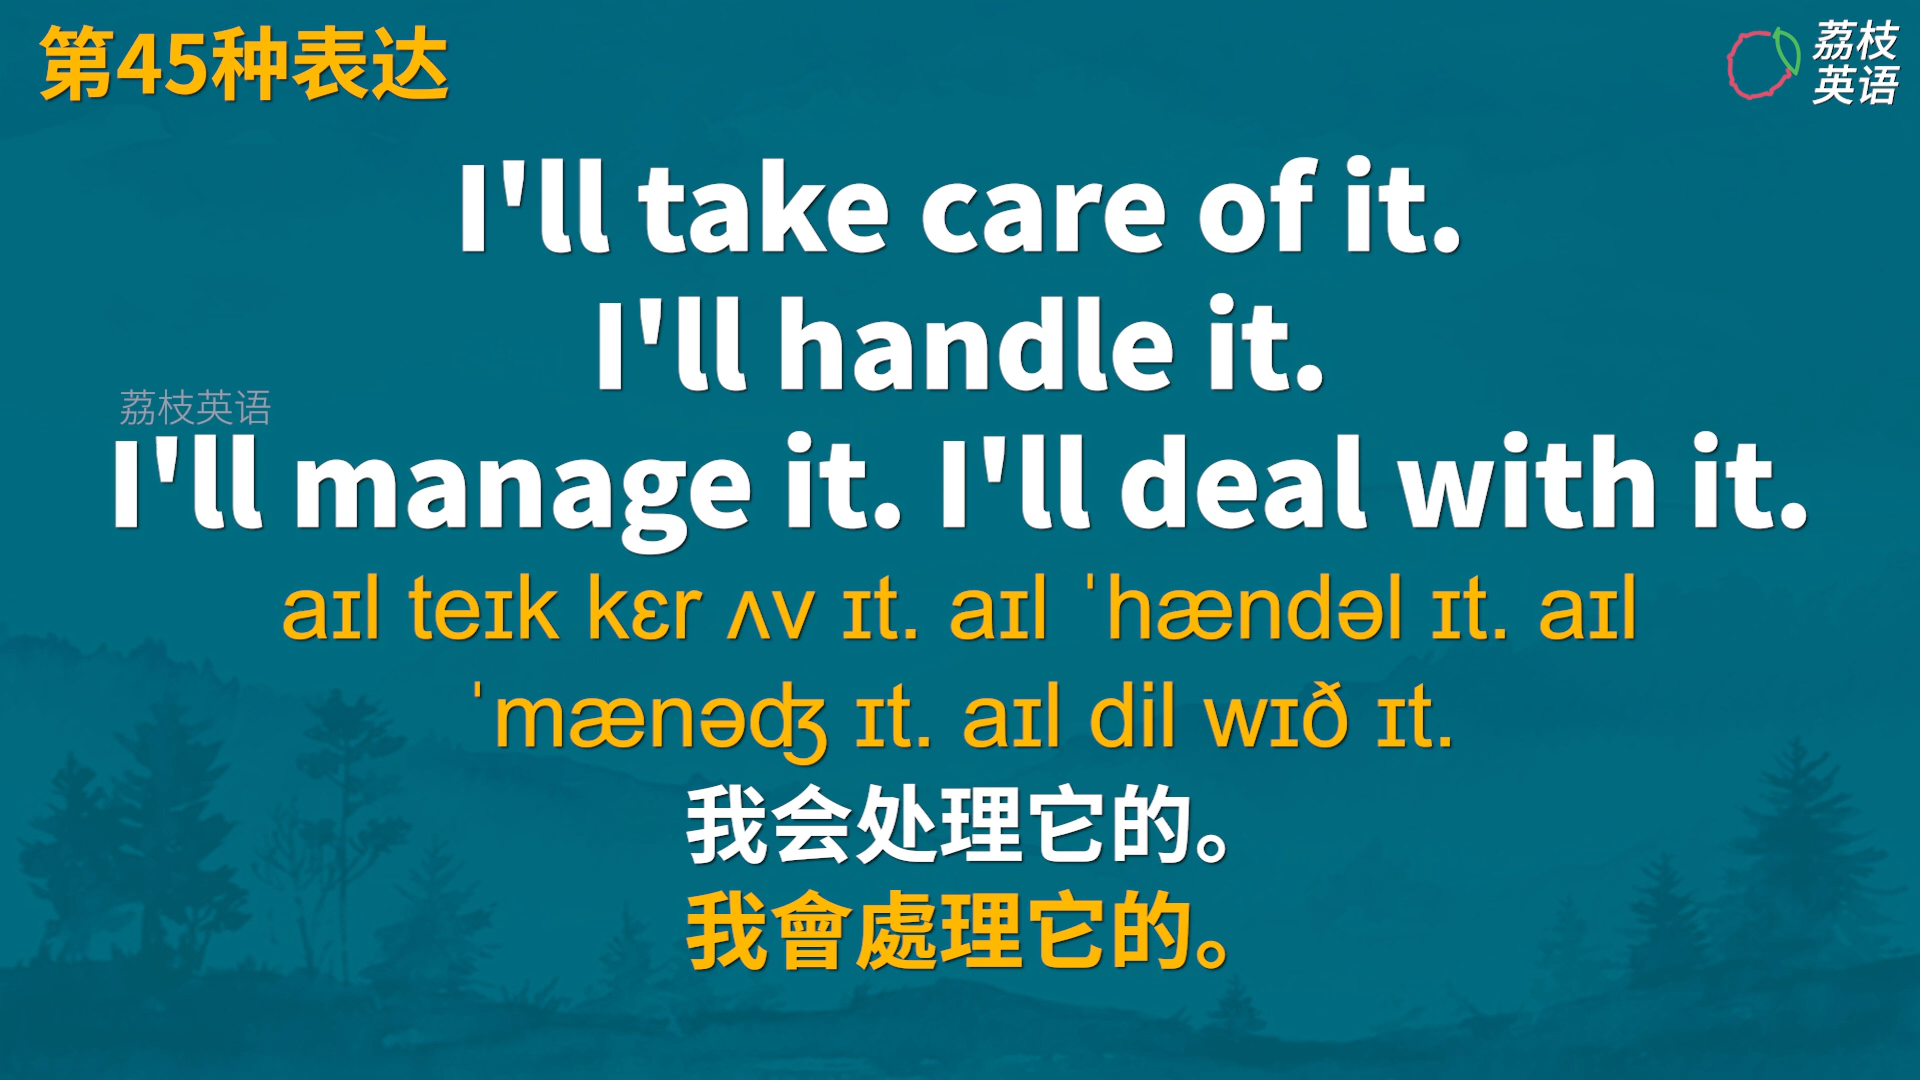 第45种表达
荔枝
英语
I'll take care of it.
I'll handle it.
荔枝英语
I'll manage it. I'll deal with it.
aɪl teɪk kɛr ʌv ɪt. aɪl ˈhændəl ɪt. aɪl
ˈmænəʤ ɪt. aɪl dil wɪð ɪt.
我会处理它的。
我會處理它的。